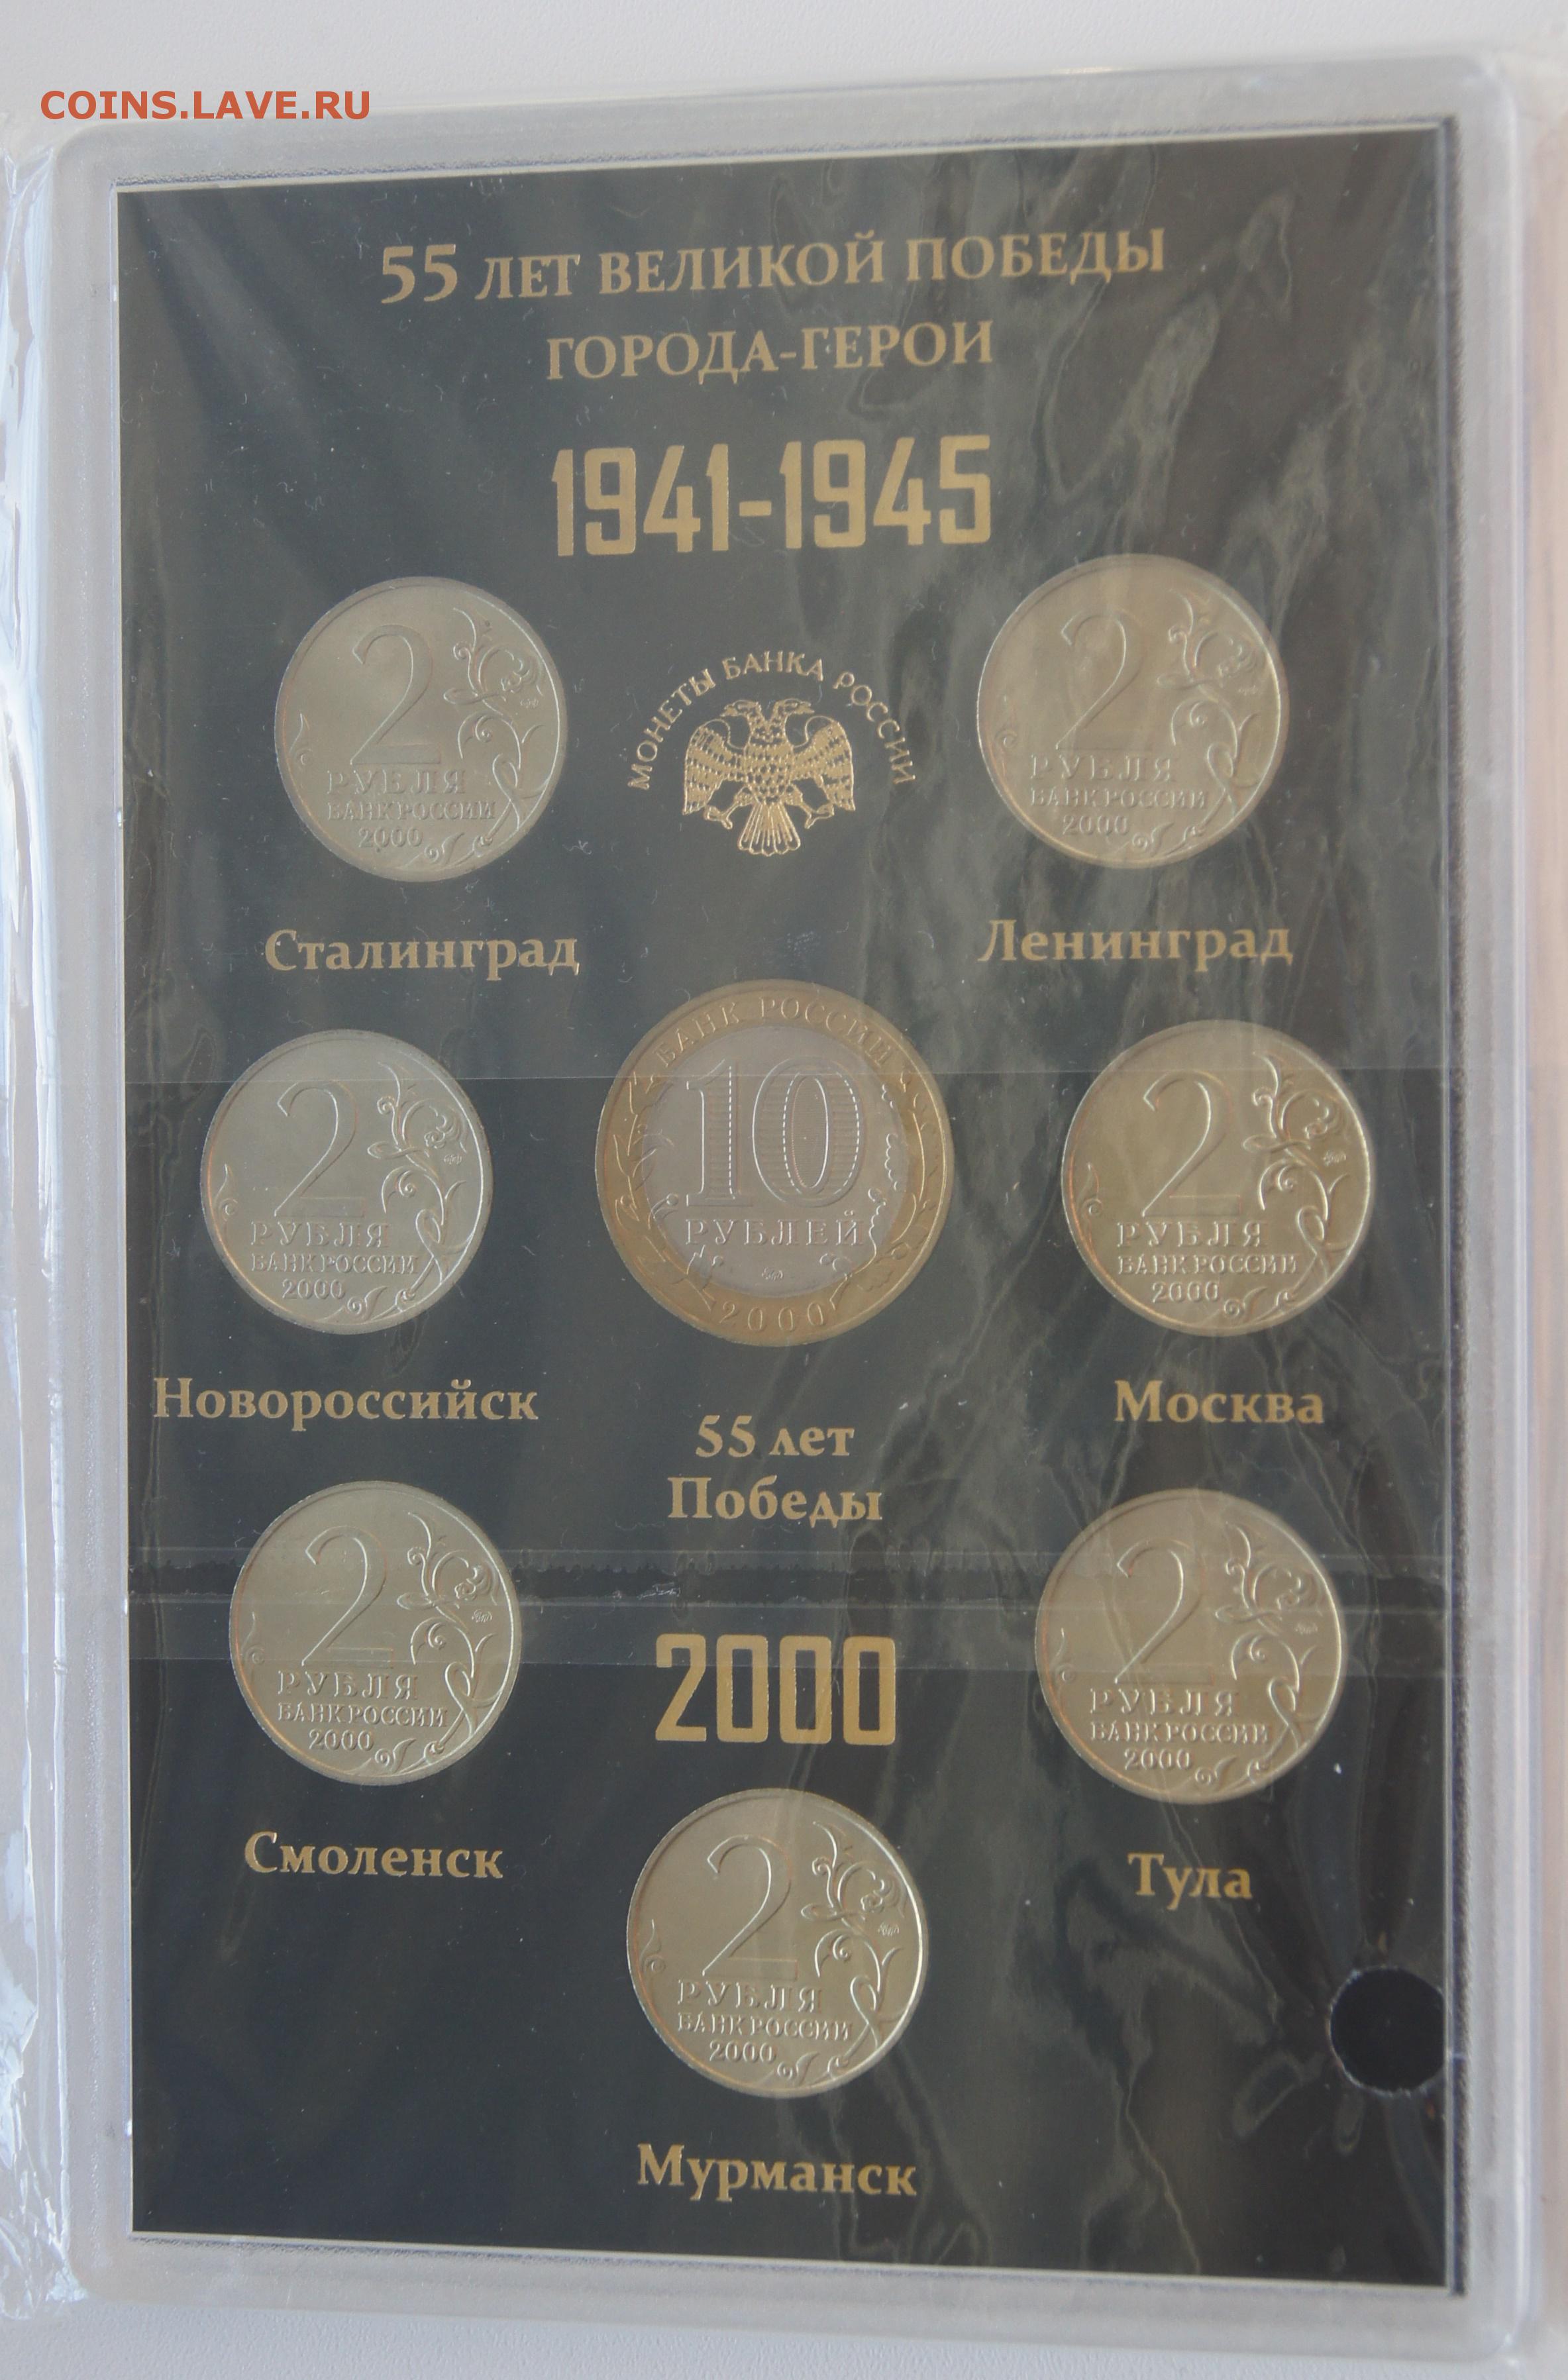 COINS.LAVE.RU
55 ЛЕТ ВЕЛИКОЙ ПОБЕДЫ
ГОРОДА-ГЕРОИ
1941-1945
2
РУБЛЯ
БАНК РОССИИ
2000
МОНЕТЫ БАНКА РОССИИ
2
РУБЛЯ
БАНК РОССИИ
2000
Сталинград
Ленинград
2
РУБЛЯ
БАНК РОССИИ
2000
БАНК РОССИИ
10
РУБЛЕЙ
2000
2
РУБЛЯ
БАНК РОССИИ
2000
Новороссийск
55 лет
Победы
Москва
2
РУБЛЯ
БАНК РОССИИ
2000
2000
2
РУБЛЯ
БАНК РОССИИ
2000
Смоленск
Тула
2
РУБЛЯ
БАНК РОССИИ
2000
Мурманск